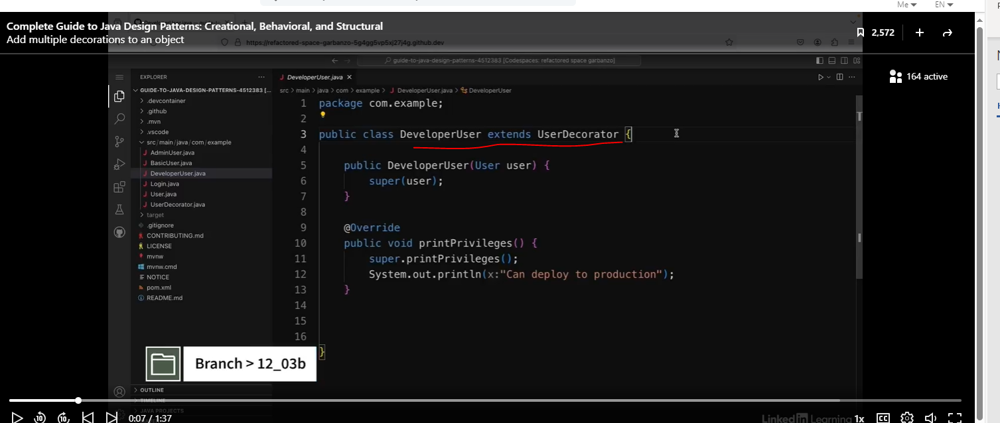 Me EN
Complete Guide to Java Design Patterns: Creational, Behavioral, and Structural
Add multiple decorations to an object
2,572
https://refactored-space-garbanzo-5g4gg5vp5xj27j4g.github.dev
guide-to-java-design-patterns-4512383 [Codespaces: refactored space garbanzo]
164 active
EXPLORER
GUIDE-TO-JAVA-DESIGN-PATTERNS-4512383 [...
.devcontainer
.github
.mvn
.vscode
src/main/java/com/example
AdminUser.java
BasicUser.java
DeveloperUser.java
Login.java
User.java
UserDecorator.java
target
.gitignore
CONTRIBUTING.md
LICENSE
mvnw
mvnw.cmd
NOTICE
pom.xml
README.md
OUTLINE
TIMELINE
JAVA PROJECTS
DeveloperUser.java
src > main > java > com > example > DeveloperUser.java > DeveloperUser
1 package com.example;
2
3 public class DeveloperUser extends UserDecorator {
4
5 public DeveloperUser(User user) {
6 super(user);
7 }
8
9 @Override
10 public void printPrivileges() {
11 super.printPrivileges();
12 System.out.println(x:"Can deploy to production");
13 }
14
15
16
}
Branch > 12_03b
10 10 0:07 / 1:37
LinkedIn Learning 1x CC